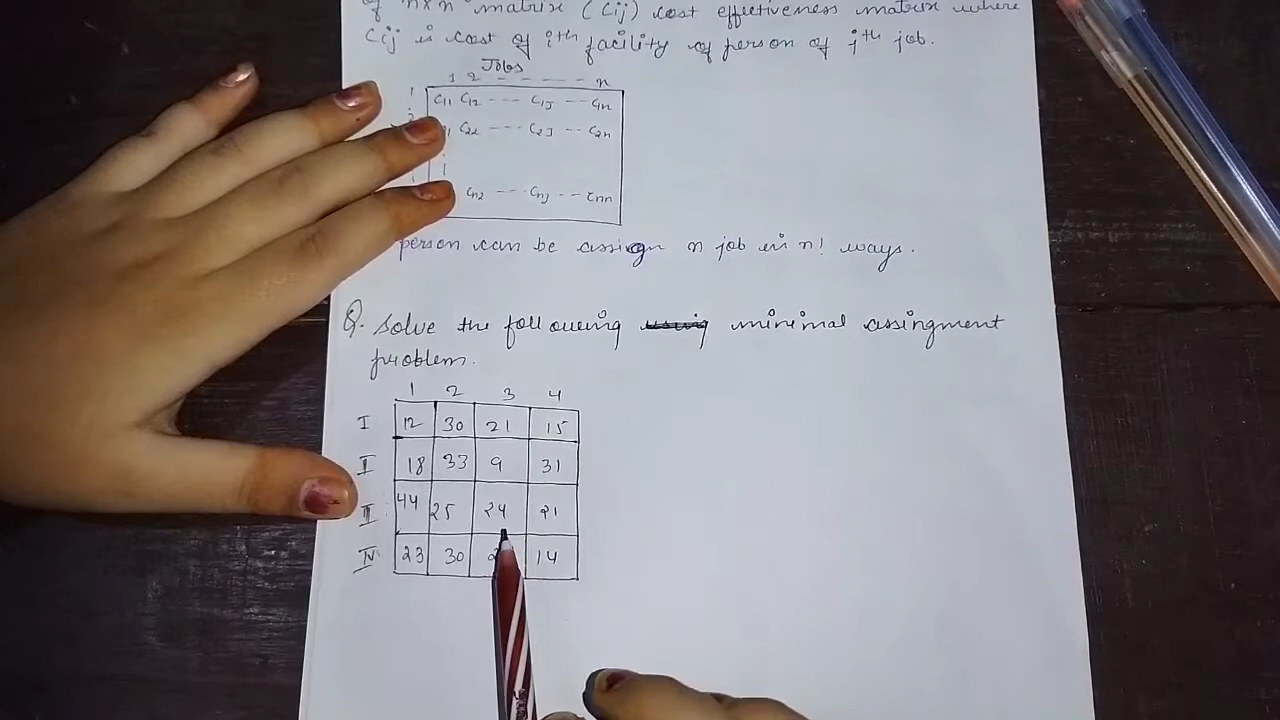 of n×n matrix (Cij) cost effectiveness matrix where
Cij is cost of ith facility of person of jth job.
Jobs
1 2 - - - - - n
1 C11 C12 --- C1J -- C1n
C22 --- C2J -- C2n
i
Cn2 --- Cnj -- Cnn
person can be assign n job in n! ways.
Q. Solve the following minimal assingment
problem.
1 2 3 4
I 12 30 21 15
II 18 33 9 31
III 44 25 24 21
IV 23 30 14